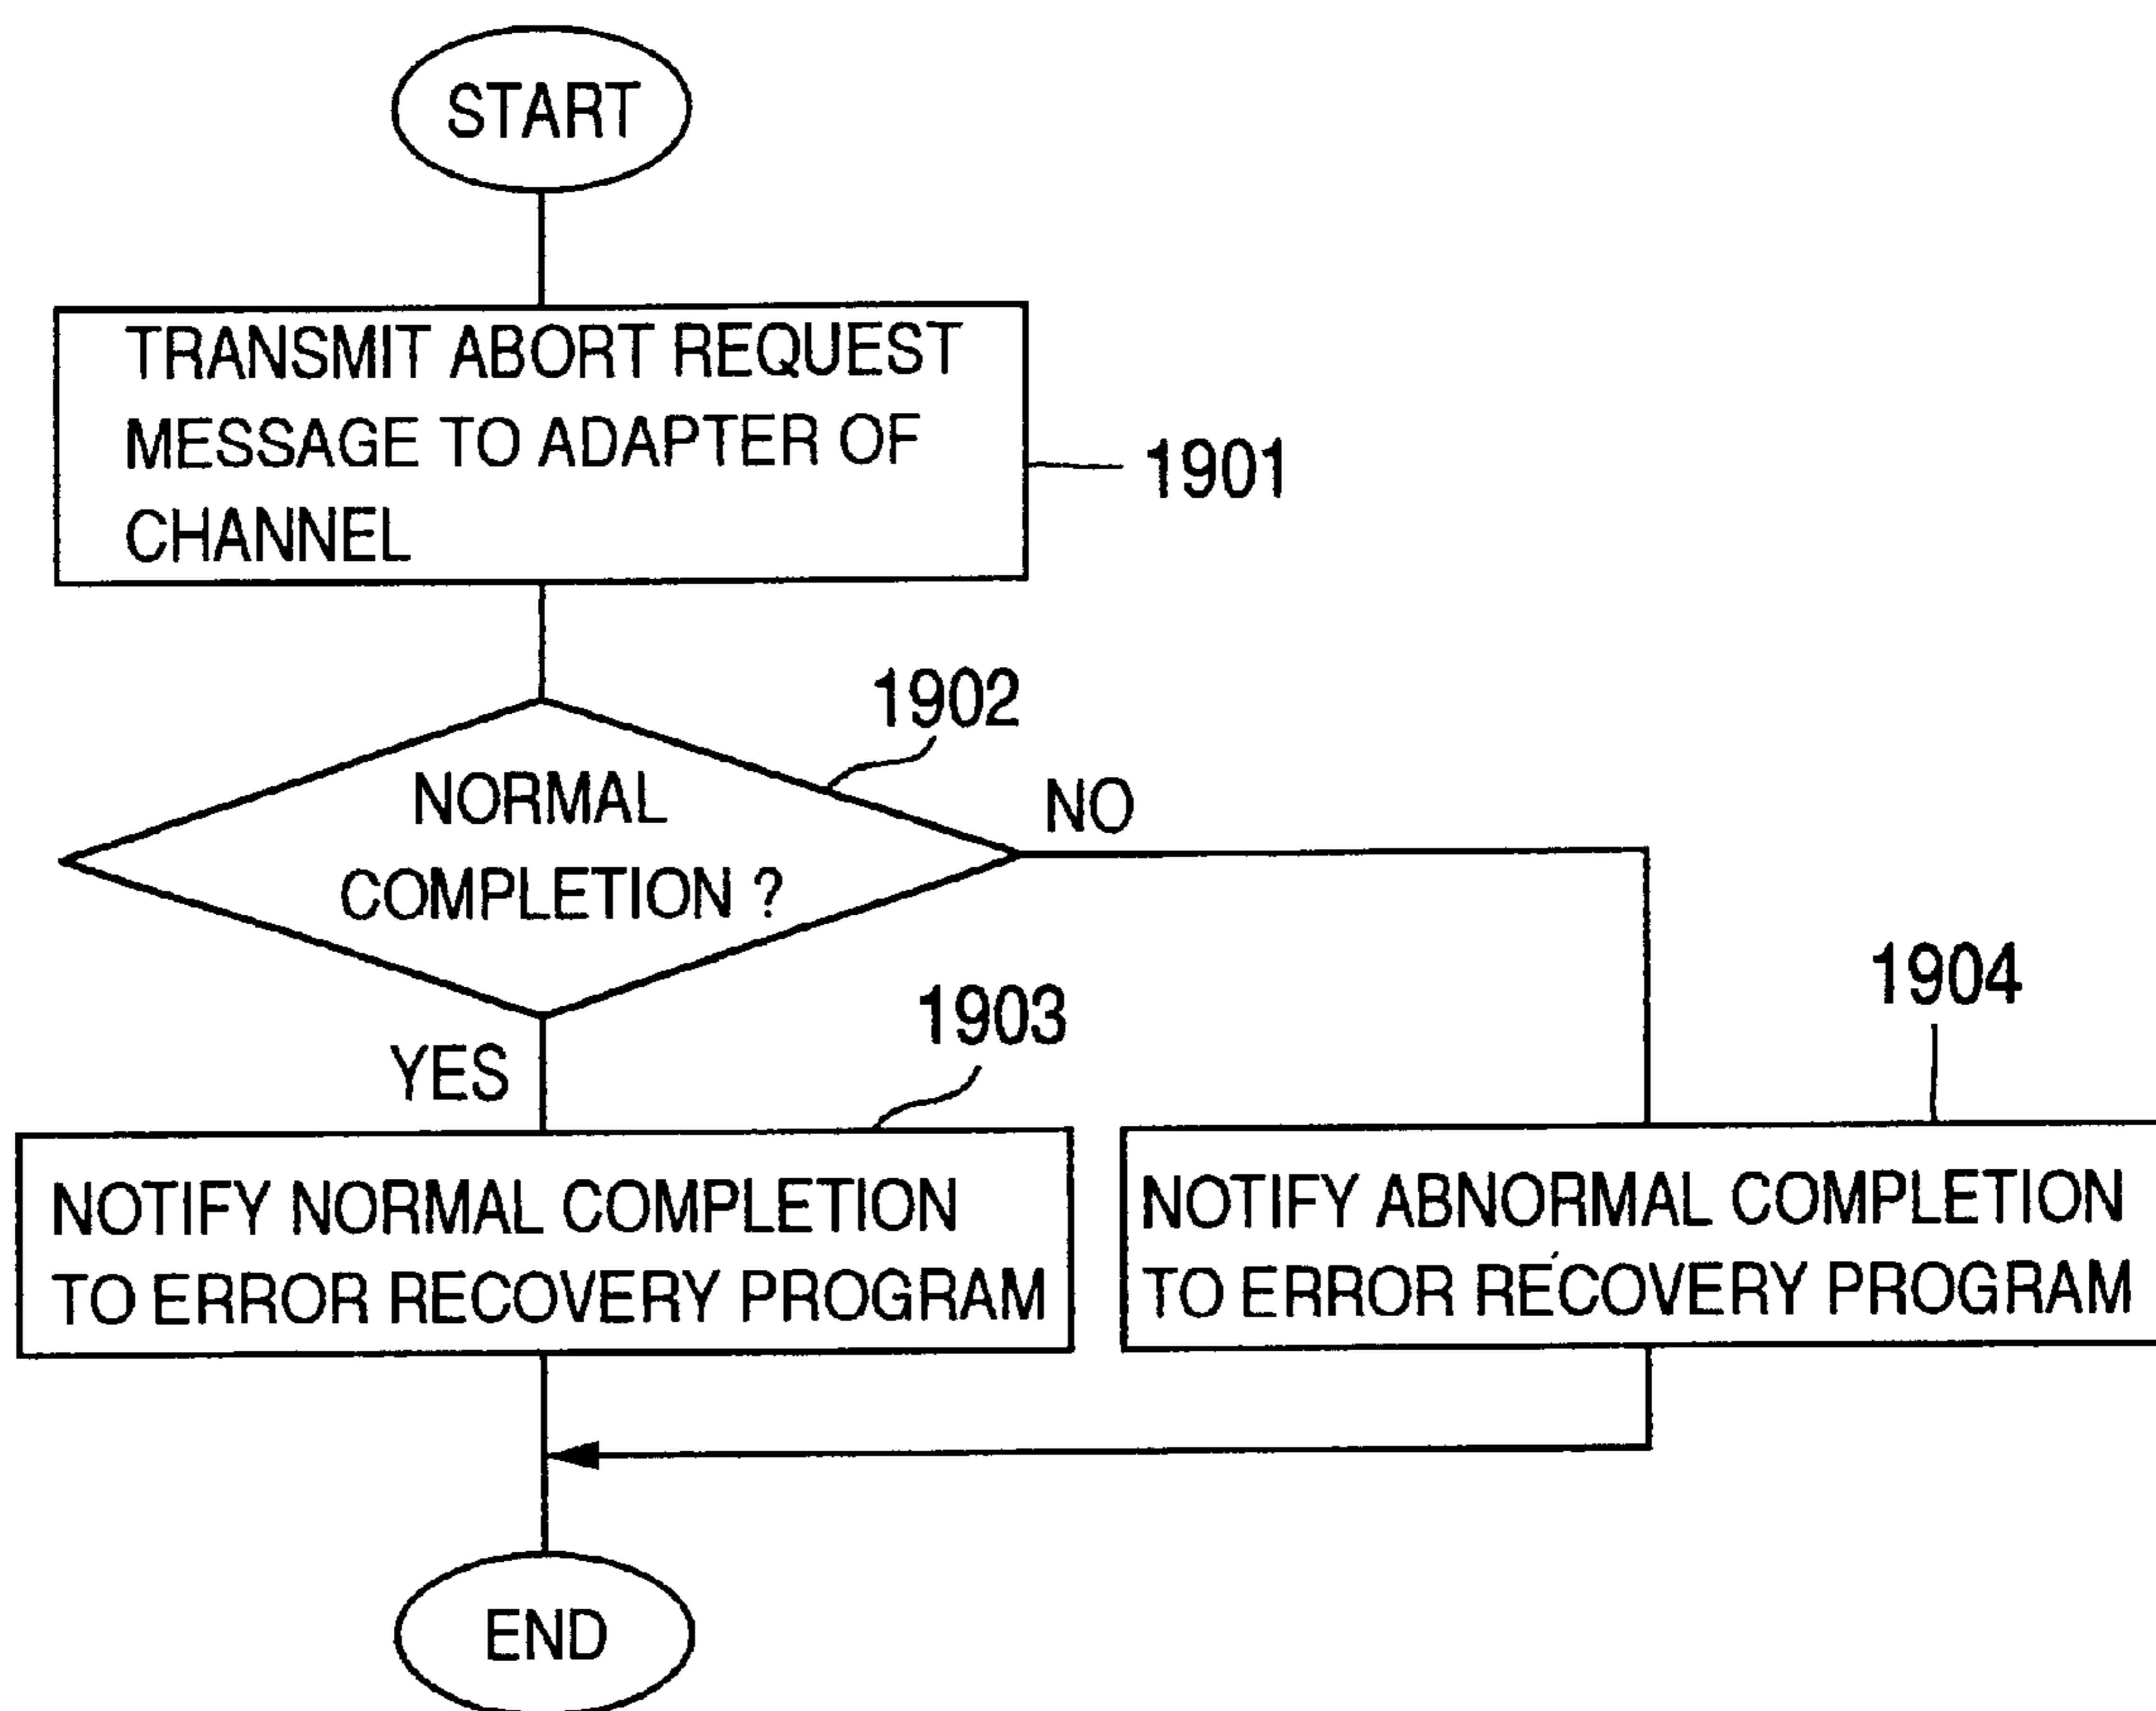 START
TRANSMIT ABORT REQUEST
MESSAGE TO ADAPTER OF
CHANNEL
1901
1902
NORMAL
COMPLETION ?
NO
YES
1903
1904
NOTIFY NORMAL COMPLETION
TO ERROR RECOVERY PROGRAM
NOTIFY ABNORMAL COMPLETION
TO ERROR RECOVERY PROGRAM
END